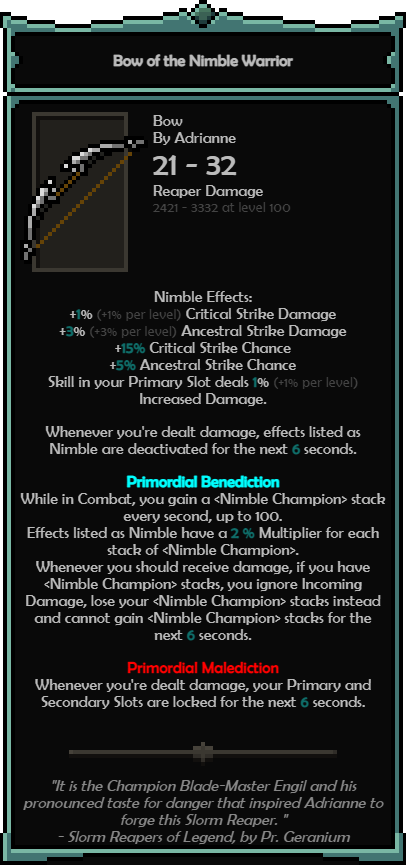 Bow of the Nimble Warrior
Bow
By Adrianne
21 - 32
Reaper Damage
2421 - 3332 at level 100
Nimble Effects:
+1% (+1% per level) Critical Strike Damage
+3% (+3% per level) Ancestral Strike Damage
+15% Critical Strike Chance
+5% Ancestral Strike Chance
Skill in your Primary Slot deals 1% (+1% per level)
Increased Damage.
Whenever you're dealt damage, effects listed as
Nimble are deactivated for the next 6 seconds.
Primordial Benediction
While in Combat, you gain a <Nimble Champion> stack
every second, up to 100.
Effects listed as Nimble have a 2 % Multiplier for each
stack of <Nimble Champion>.
Whenever you should receive damage, if you have
<Nimble Champion> stacks, you ignore Incoming
Damage, lose your <Nimble Champion> stacks instead
and cannot gain <Nimble Champion> stacks for the
next 6 seconds.
Primordial Malediction
Whenever you're dealt damage, your Primary and
Secondary Slots are locked for the next 6 seconds.
"It is the Champion Blade-Master Engil and his
pronounced taste for danger that inspired Adrianne to
forge this Slorm Reaper. "
- Slorm Reapers of Legend, by Pr. Geranium